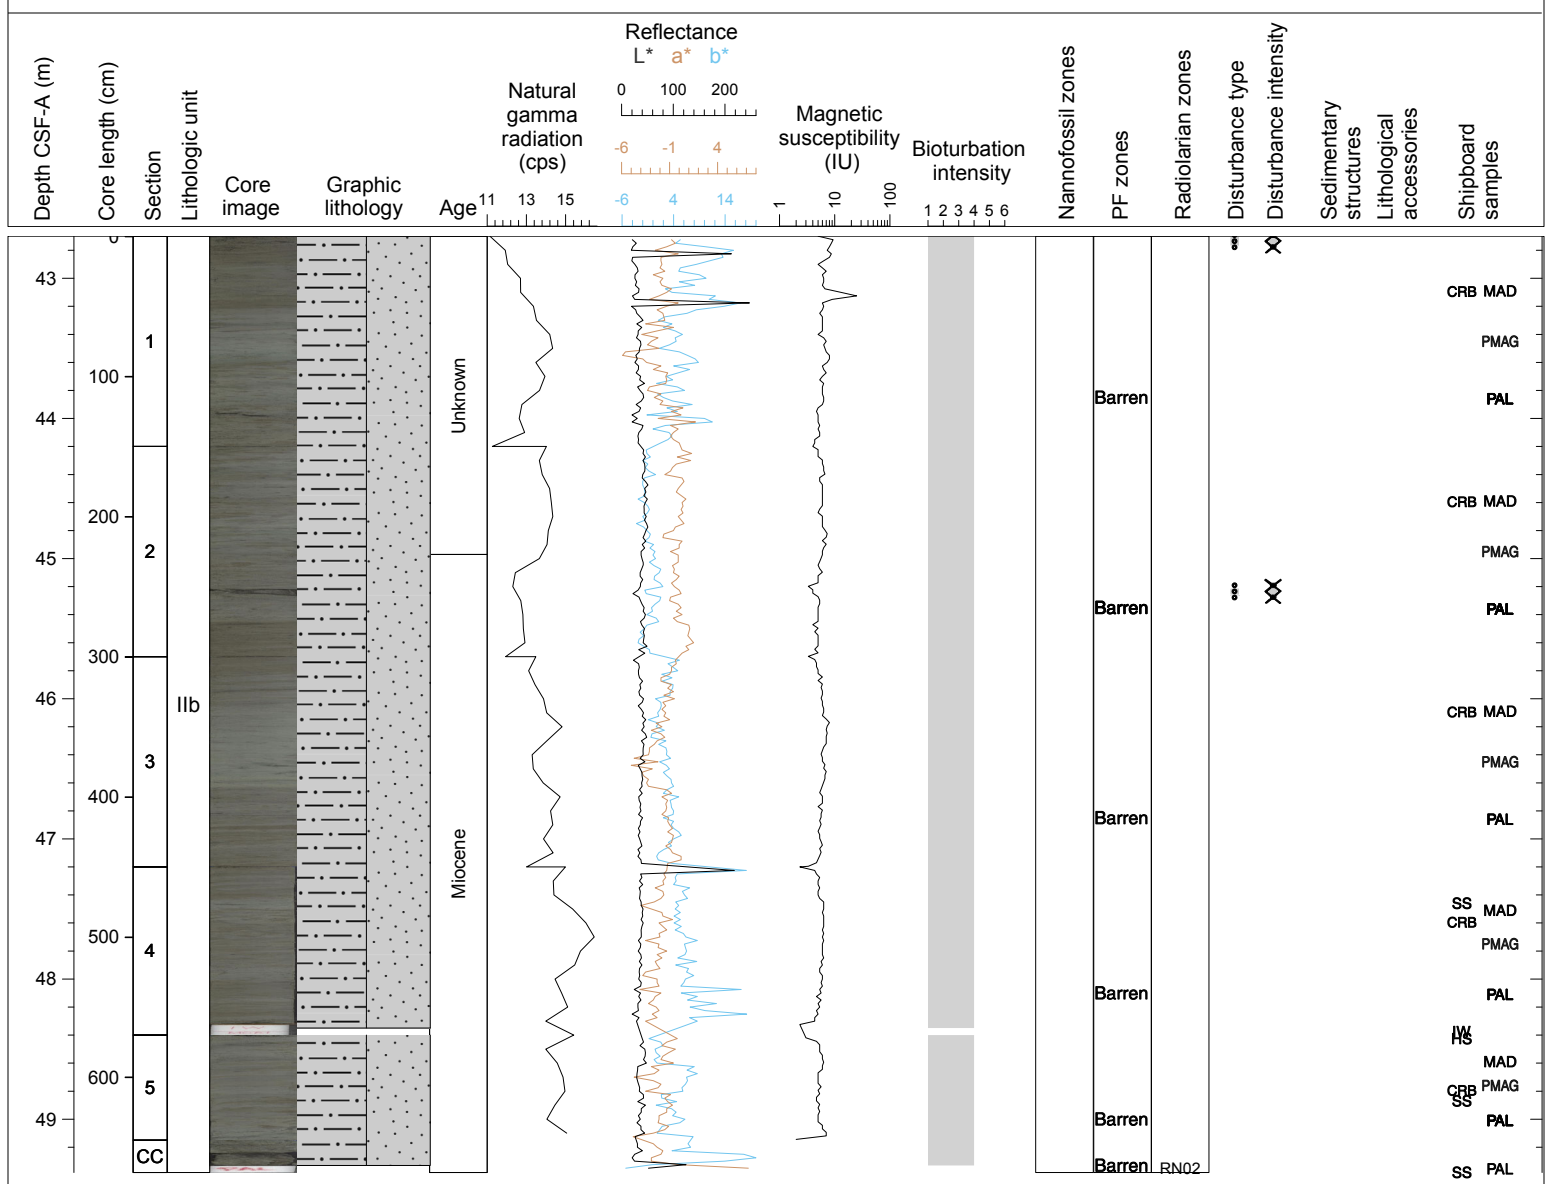 Depth CSF-A (m)
Core length (cm)
Section
Lithologic unit
Core
image
Graphic
lithology
Age
Natural
gamma
radiation
(cps)
11 13 15
Reflectance
L* a* b*
0 100 200
-6 -1 4
-6 4 14
Magnetic
susceptibility
(IU)
1 10 100
Bioturbation
intensity
1 2 3 4 5 6
Nannofossil zones
PF zones
Radiolarian zones
Disturbance type
Disturbance intensity
Sedimentary
structures
Lithological
accessories
Shipboard
samples
0
43
CRB MAD
1
PMAG
100
Unknown
Barren
PAL
44
200
CRB MAD
2
PMAG
45
Barren
PAL
300
IIb
46
CRB MAD
3
PMAG
400
47
Barren
PAL
Miocene
SS
MAD
CRB
500
4
PMAG
48
Barren
PAL
IW
HS
MAD
600
5
PMAG
CRB
SS
49
Barren
PAL
CC
Barren
RN02
SS PAL